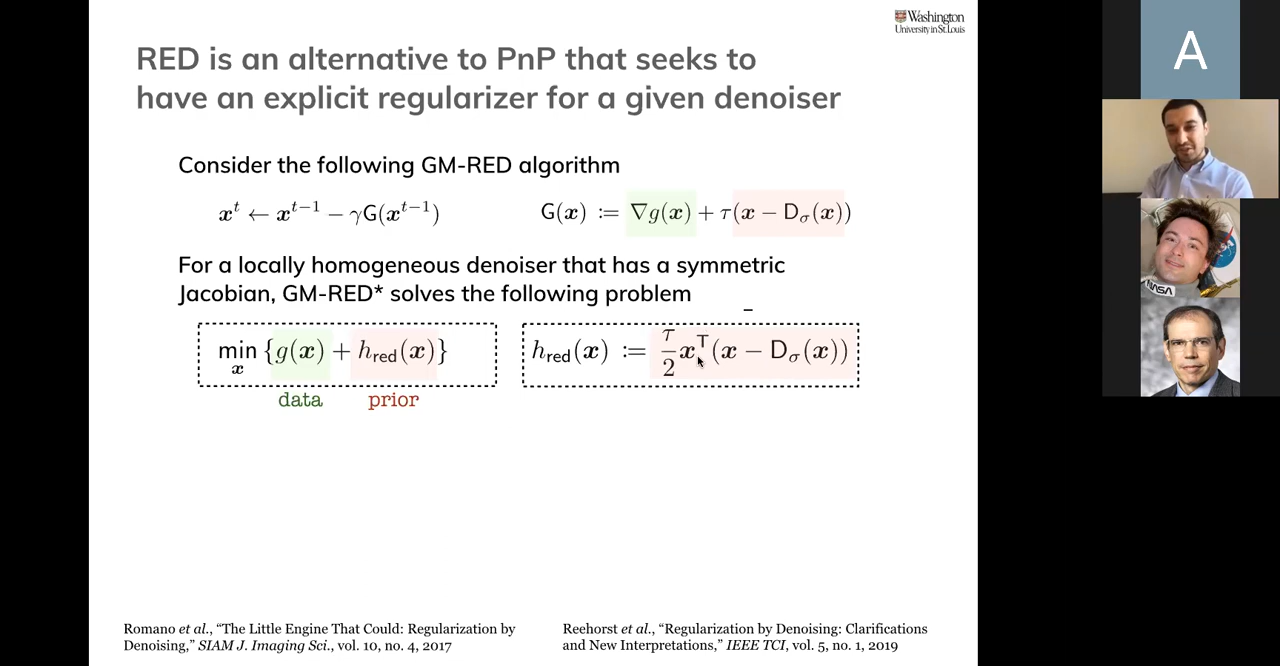 Washington
University in St. Louis
RED is an alternative to PnP that seeks to
have an explicit regularizer for a given denoiser
Consider the following GM-RED algorithm
x^t ← x^{t−1} − γG(x^{t−1})    G(x) := ∇g(x) + τ(x − D_σ(x))
For a locally homogeneous denoiser that has a symmetric
Jacobian, GM-RED* solves the following problem
min_x {g(x) + h_red(x)}    h_red(x) := τ/2 x^T(x − D_σ(x))
data    prior
Romano et al., “The Little Engine That Could: Regularization by
Denoising,” SIAM J. Imaging Sci., vol. 10, no. 4, 2017
Reehorst et al., “Regularization by Denoising: Clarifications
and New Interpretations,” IEEE TCI, vol. 5, no. 1, 2019
A
NASA